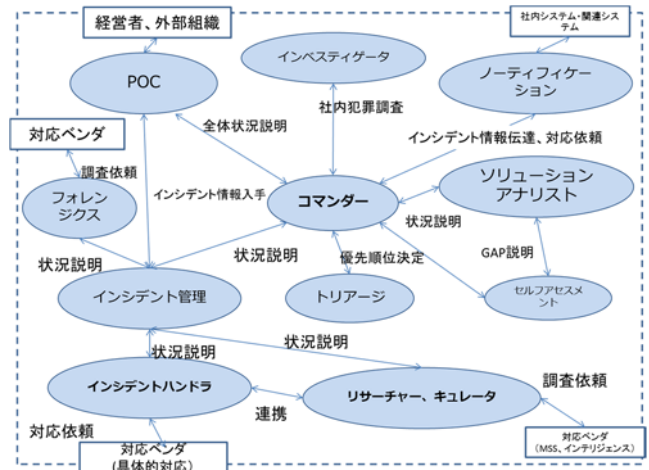 経営者、外部組織
社内システム・関連シス
テム
POC
インベスティゲータ
ノーティフィケー
ション
社内犯罪調査
対応ベンダ
全体状況説明
インシデント情報伝達、対応依頼
調査依頼
フォレン
ジクス
インシデント情報入手
コマンダー
ソリューション
アナリスト
状況説明
状況説明
状況説明
優先順位決定
GAP説明
インシデント管理
トリアージ
セルフアセスメ
ント
状況説明
状況説明
インシデントハンドラ
リサーチャー、キュレータ
調査依頼
連携
対応依頼
対応ベンダ
(具体的対応)
対応ベンダ
(MSS、インテリジェンス)